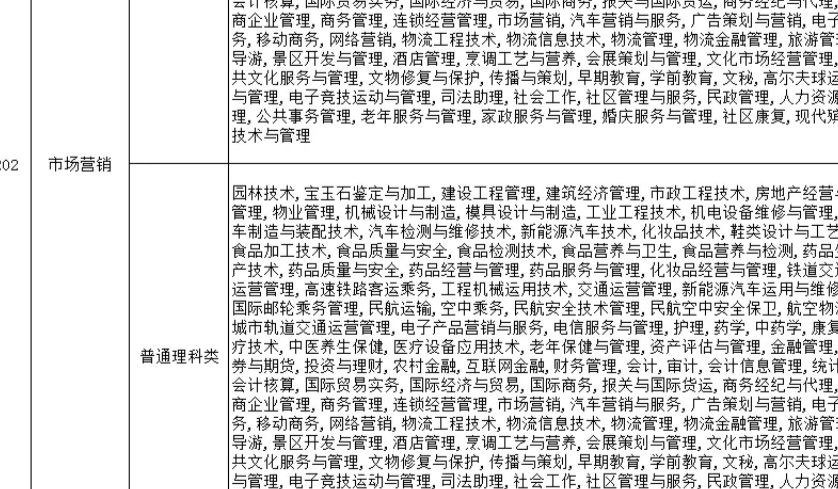 会计核算, 国际贸易实务, 国际经济与贸易, 国际商务, 报关与国际货运, 商务经纪与代理,
商企业管理, 商务管理, 连锁经营管理, 市场营销, 汽车营销与服务, 广告策划与营销, 电子
务, 移动商务, 网络营销, 物流工程技术, 物流信息技术, 物流管理, 物流金融管理, 旅游管
导游, 景区开发与管理, 酒店管理, 烹调工艺与营养, 会展策划与管理, 文化市场经营管理,
共文化服务与管理, 文物修复与保护, 传播与策划, 早期教育, 学前教育, 文秘, 高尔夫球运
与管理, 电子竞技运动与管理, 司法助理, 社会工作, 社区管理与服务, 民政管理, 人力资源
理, 公共事务管理, 老年服务与管理, 家政服务与管理, 婚庆服务与管理, 社区康复, 现代殡
技术与管理
202
市场营销
普通理科类
园林技术, 宝玉石鉴定与加工, 建设工程管理, 建筑经济管理, 市政工程技术, 房地产经营
管理, 物业管理, 机械设计与制造, 模具设计与制造, 工业工程技术, 机电设备维修与管理,
车制造与装配技术, 汽车检测与维修技术, 新能源汽车技术, 化妆品技术, 鞋类设计与工艺
食品加工技术, 食品质量与安全, 食品检测技术, 食品营养与卫生, 食品营养与检测, 药品生
产技术, 药品质量与安全, 药品经营与管理, 药品服务与管理, 化妆品经营与管理, 铁道交通
运营管理, 高速铁路客运乘务, 工程机械运用技术, 交通运营管理, 新能源汽车运用与维修
国际邮轮乘务管理, 民航运输, 空中乘务, 民航安全技术管理, 民航空中安全保卫, 航空物流
城市轨道交通运营管理, 电子产品营销与服务, 电信服务与管理, 护理, 药学, 中药学, 康复
疗技术, 中医养生保健, 医疗设备应用技术, 老年保健与管理, 资产评估与管理, 金融管理,
券与期货, 投资与理财, 农村金融, 互联网金融, 财务管理, 会计, 审计, 会计信息管理, 统计
会计核算, 国际贸易实务, 国际经济与贸易, 国际商务, 报关与国际货运, 商务经纪与代理,
商企业管理, 商务管理, 连锁经营管理, 市场营销, 汽车营销与服务, 广告策划与营销, 电子
务, 移动商务, 网络营销, 物流工程技术, 物流信息技术, 物流管理, 物流金融管理, 旅游管
导游, 景区开发与管理, 酒店管理, 烹调工艺与营养, 会展策划与管理, 文化市场经营管理,
共文化服务与管理, 文物修复与保护, 传播与策划, 早期教育, 学前教育, 文秘, 高尔夫球运
与管理, 电子竞技运动与管理, 司法助理, 社会工作, 社区管理与服务, 民政管理, 人力资源